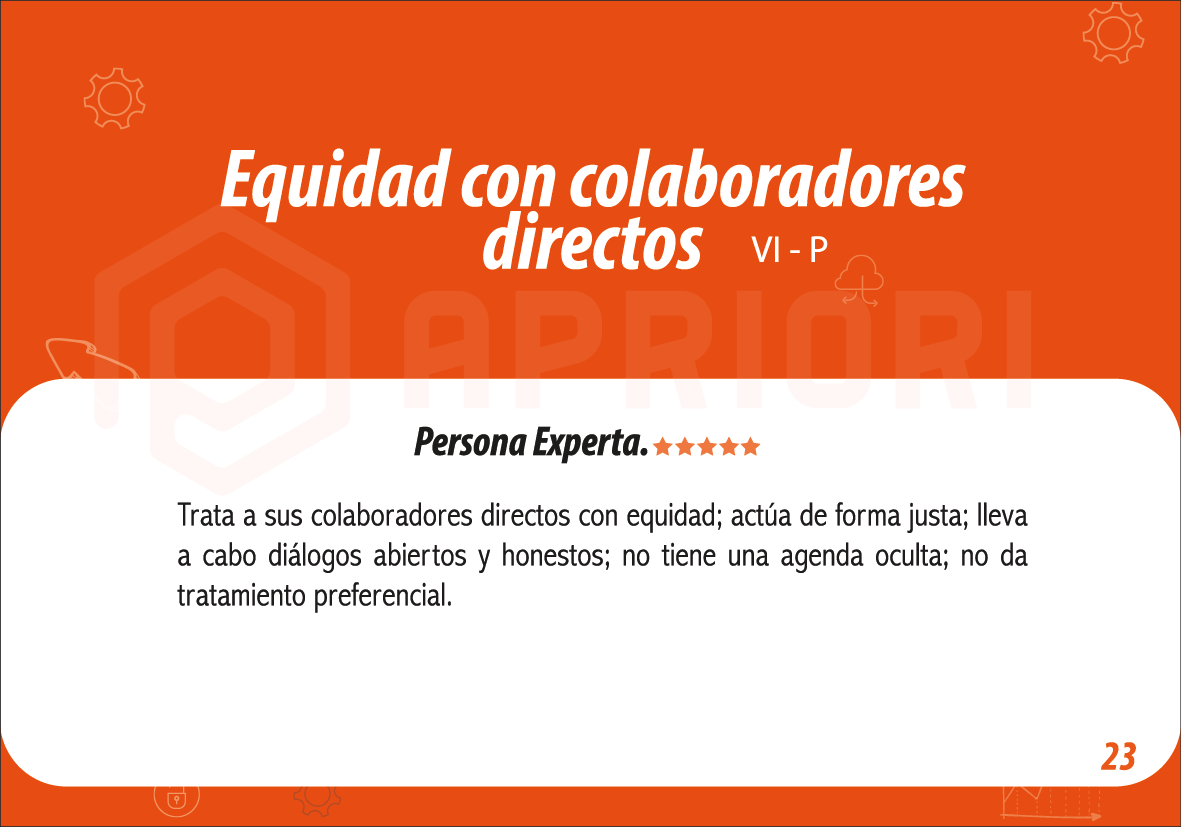 Equidad con colaboradores
directos VI - P
APRIORI
Persona Experta.
Trata a sus colaboradores directos con equidad; actúa de forma justa; lleva
a cabo diálogos abiertos y honestos; no tiene una agenda oculta; no da
tratamiento preferencial.
23